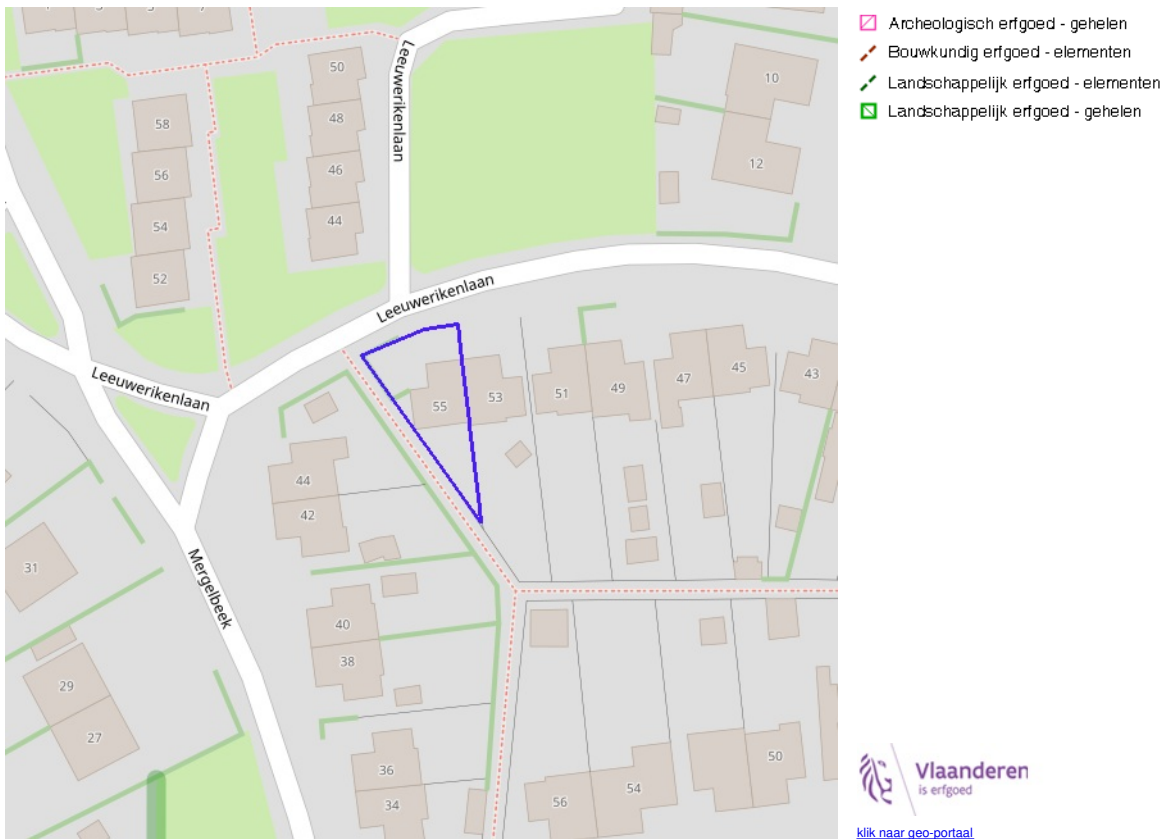 Archeologisch erfgoed - gehelen
Bouwkundig erfgoed - elementen
Landschappelijk erfgoed - elementen
Landschappelijk erfgoed - gehelen
50
58
48
56
46
54
44
52
Leeuwerikenlaan
10
12
Leeuwerikenlaan
Leeuwerikenlaan
55
53
51
49
47
45
43
44
42
31
Mergelbeek
40
38
29
27
36
34
56
54
50
Vlaanderen
is erfgoed
klik naar geo-portaal